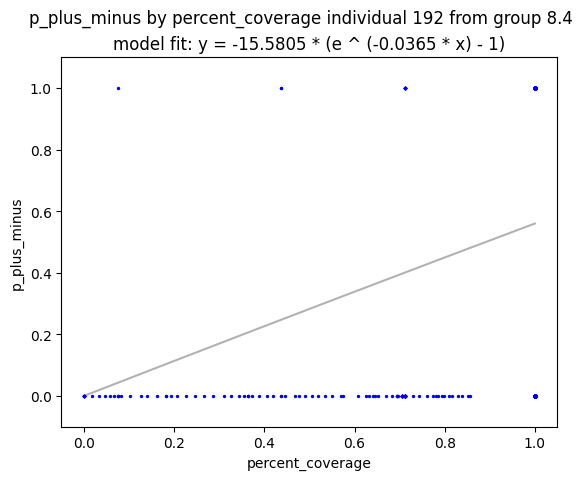 p_plus_minus by percent_coverage individual 192 from group 8.4
model fit: y = -15.5805 * (e ^ (-0.0365 * x) - 1)
1.0
0.8
0.6
0.4
0.2
0.0
p_plus_minus
0.0 0.2 0.4 0.6 0.8 1.0
percent_coverage